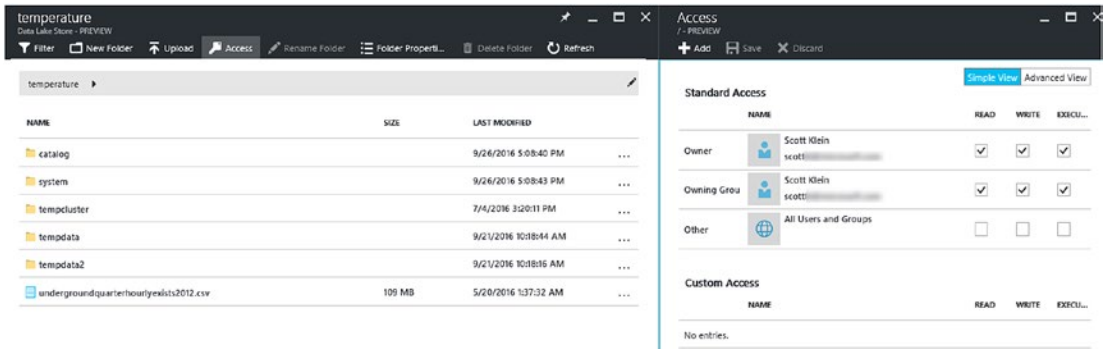 temperature
Data Lake Store - PREVIEW
Filter New Folder Upload Access Rename Folder Folder Properti... Delete Folder Refresh
temperature
NAME SIZE LAST MODIFIED
catalog 9/26/2016 5:08:40 PM ...
system 9/26/2016 5:08:43 PM ...
tempcluster 7/4/2016 3:20:11 PM ...
tempdata 9/21/2016 10:18:44 AM ...
tempdata2 9/21/2016 10:18:16 AM ...
undergroundquarterhourlyexists2012.csv 109 MB 5/20/2016 1:37:32 AM ...
Access
/ - PREVIEW
Add Save Discard
Simple View Advanced View
Standard Access
NAME READ WRITE EXECU...
Owner Scott Klein
scott
Owning Grou Scott Klein
scott
Other All Users and Groups
Custom Access
NAME READ WRITE EXECU...
No entries.